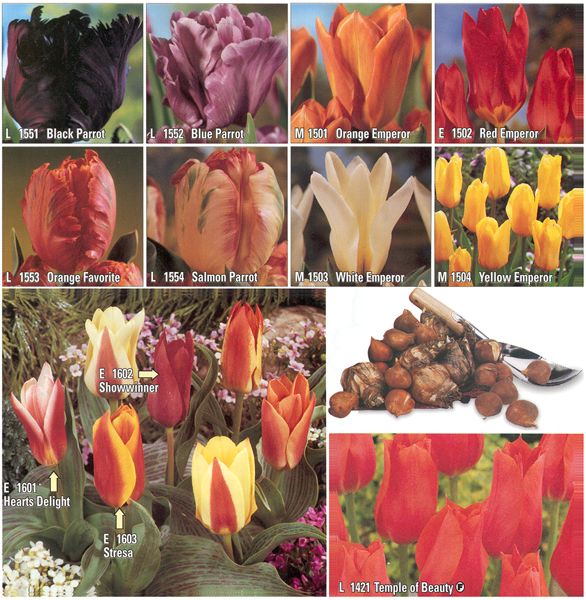 L 1551 Black Parrot
L 1552 Blue Parrot
M 1501 Orange Emperor
E 1502 Red Emperor
L 1553 Orange Favorite
L 1554 Salmon Parrot
M 1503 White Emperor
M 1504 Yellow Emperor
E 1602
Showwinner
E 1601
Hearts Delight
E 1603
Stresa
L 1421 Temple of Beauty P